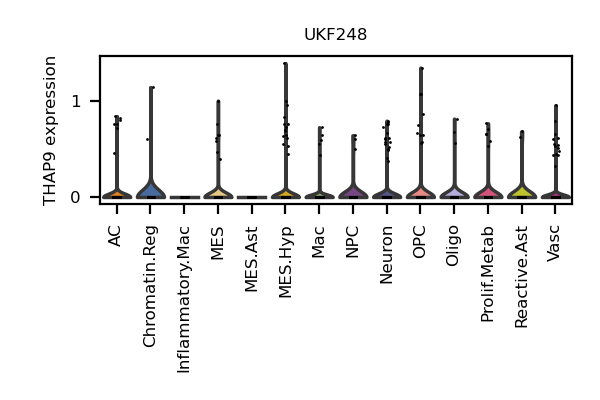 UKF248
THAP9 expression
1
0
AC
Chromatin.Reg
Inflammatory.Mac
MES
MES.Ast
MES.Hyp
Mac
NPC
Neuron
OPC
Oligo
Prolif.Metab
Reactive.Ast
Vasc